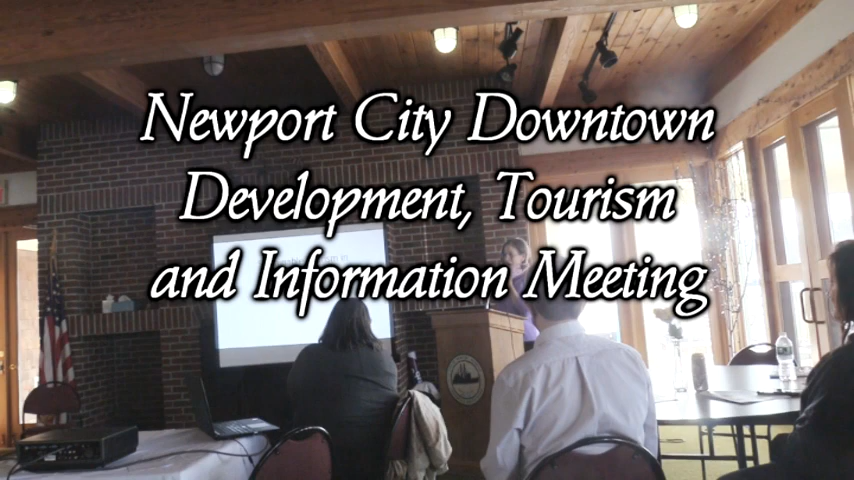 Newport City Downtown
Development, Tourism
and Information Meeting